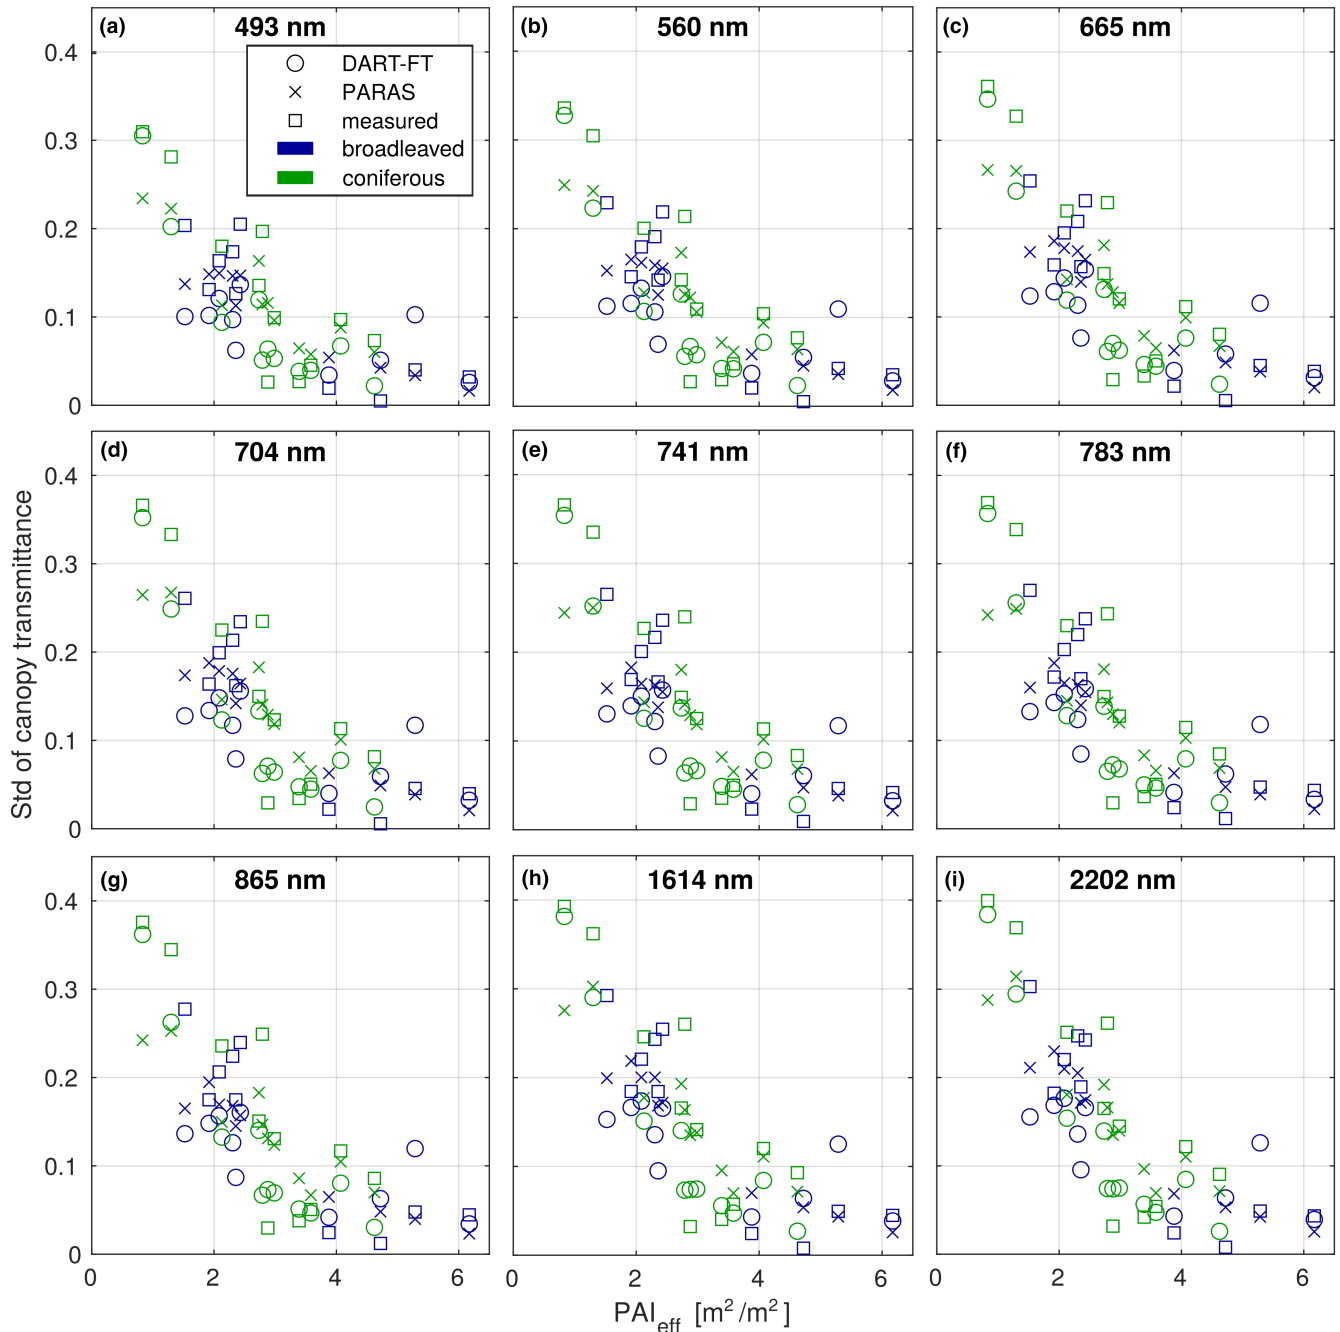 (a) 493 nm
(b) 560 nm
(c) 665 nm
DART-FT
PARAS
measured
broadleaved
coniferous
0.4
0.3
0.2
0.1
0
(d) 704 nm
(e) 741 nm
(f) 783 nm
0.4
0.3
0.2
0.1
0
Std of canopy transmittance
(g) 865 nm
(h) 1614 nm
(i) 2202 nm
0.4
0.3
0.2
0.1
0
0 2 4 6
0 2 4 6
0 2 4 6
PAI_eff [m²/m²]